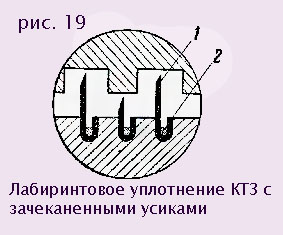 рис. 19
1
2
Лабиринтовое уплотнение КТЗ с
зачеканенными усиками